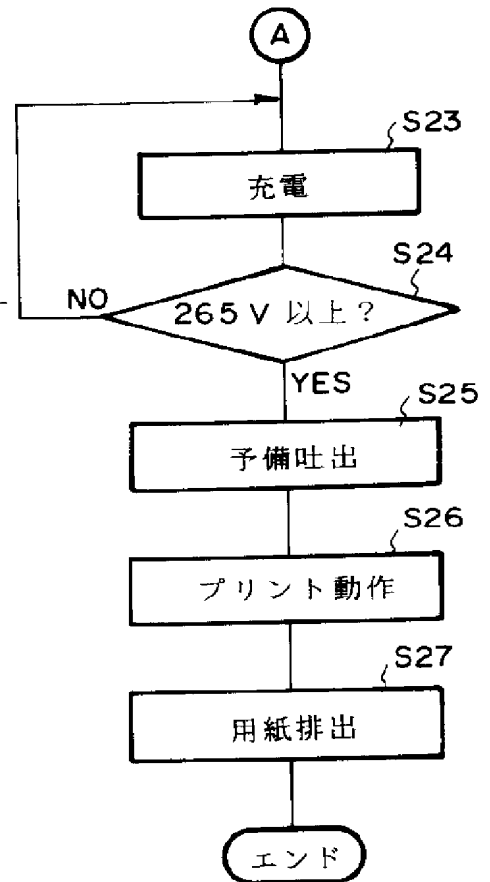 A
S23
充電
S24
265V 以上?
NO
YES
S25
予備吐出
S26
プリント動作
S27
用紙排出
エンド